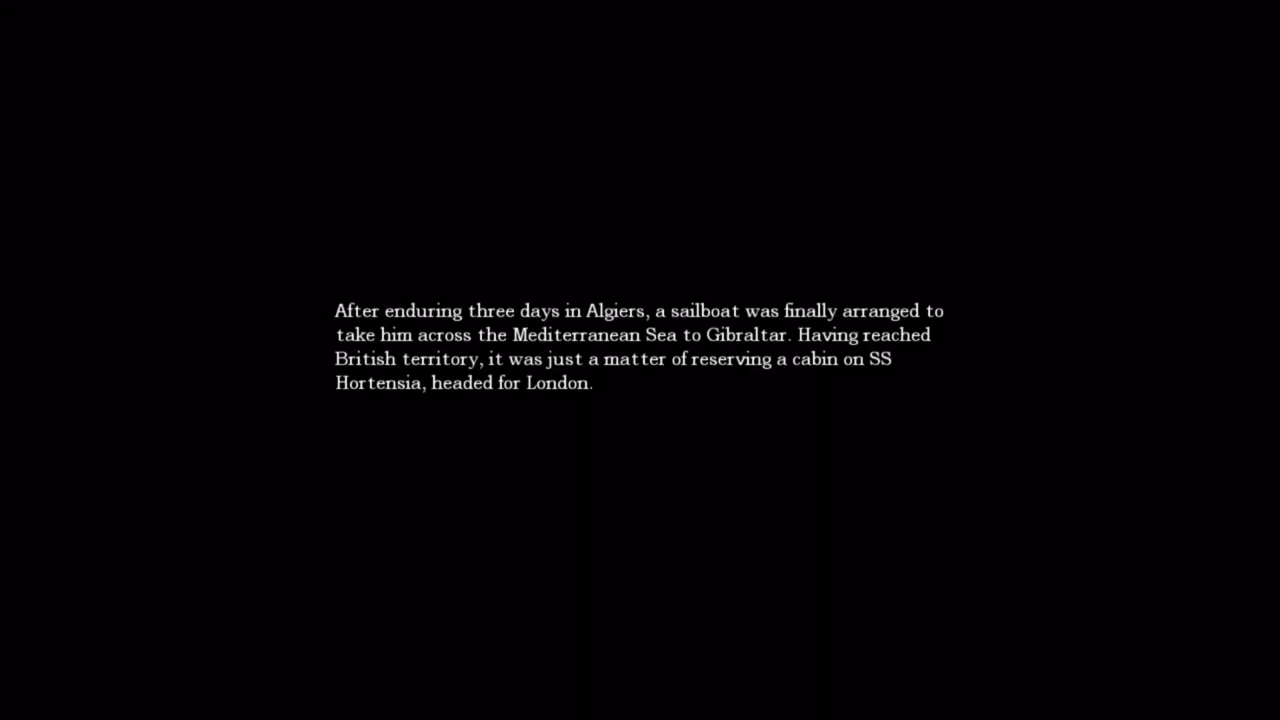 After enduring three days in Algiers, a sailboat was finally arranged to
take him across the Mediterranean Sea to Gibraltar. Having reached
British territory, it was just a matter of reserving a cabin on SS
Hortensia, headed for London.